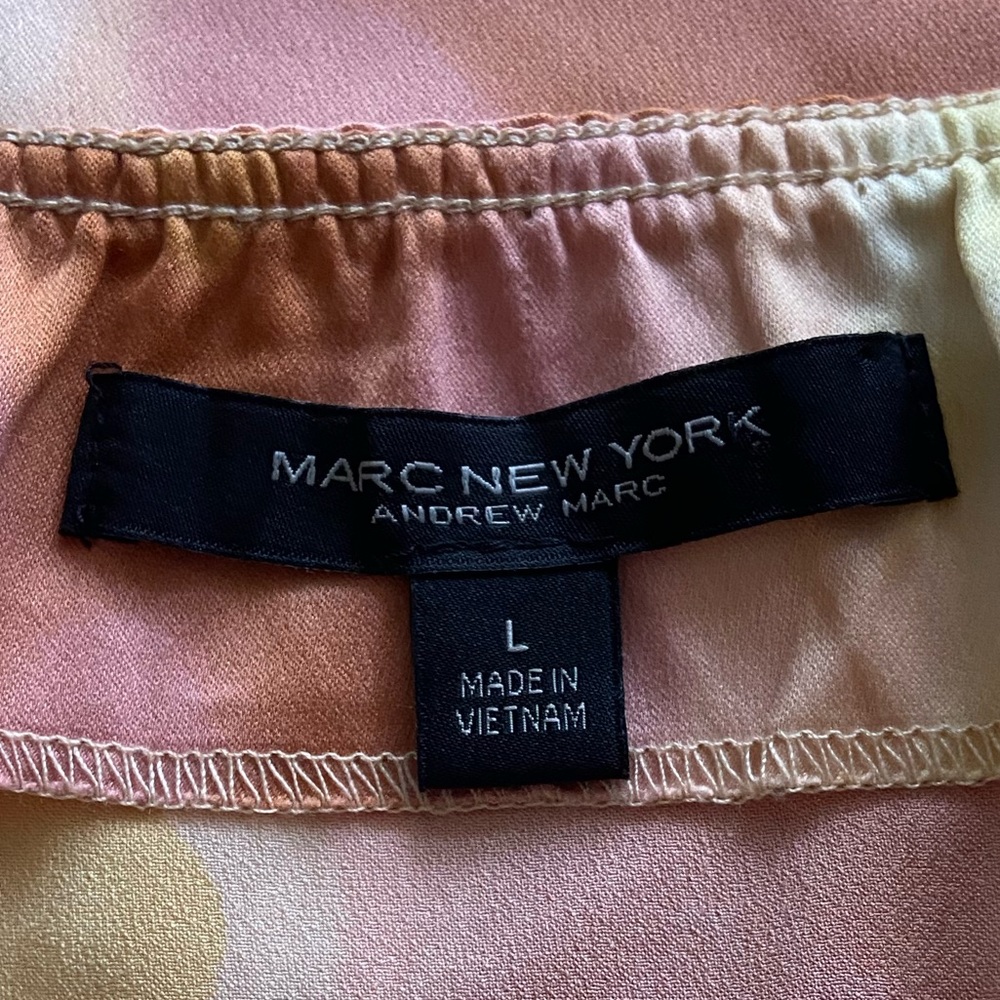 MARC NEW YORK
ANDREW MARC
L
MADE IN
VIETNAM